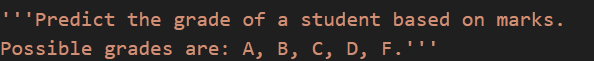 '''Predict the grade of a student based on marks.
Possible grades are: A, B, C, D, F.'''